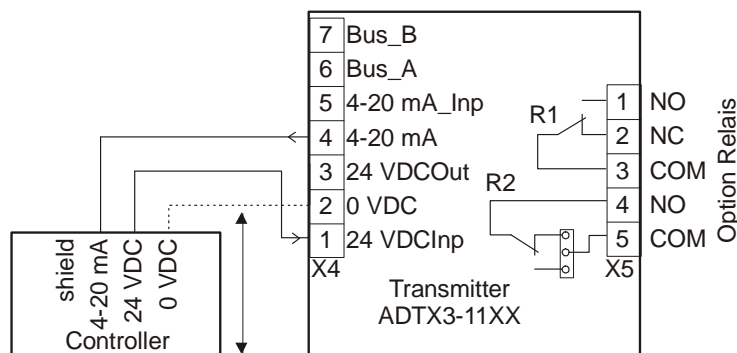 7 Bus_B
6 Bus_A
5 4-20 mA_Inp
4 4-20 mA
3 24 VDCOut
2 0 VDC
1 24 VDCInp
X4
R1
R2
1 NO
2 NC
3 COM
4 NO
5 COM
X5
Option Relais
Transmitter
ADTX3-11XX
shield
4-20 mA
24 VDC
0 VDC
Controller